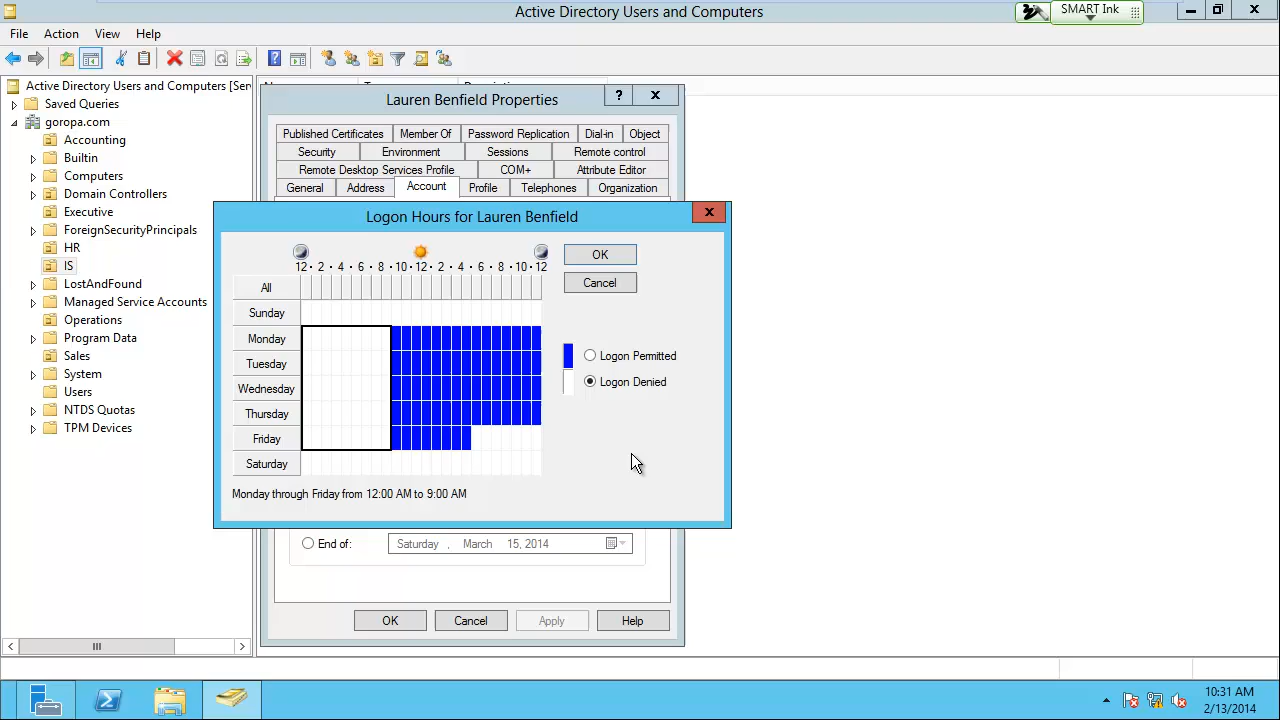 Active Directory Users and Computers
SMART Ink
File Action View Help
Active Directory Users and Computers [Ser
Saved Queries
goropa.com
Accounting
Builtin
Computers
Domain Controllers
Executive
ForeignSecurityPrincipals
HR
IS
LostAndFound
Managed Service Accounts
Operations
Program Data
Sales
System
Users
NTDS Quotas
TPM Devices
Lauren Benfield Properties
? X
Published Certificates Member Of Password Replication Dial-in Object
Security Environment Sessions Remote control
Remote Desktop Services Profile COM+ Attribute Editor
General Address Account Profile Telephones Organization
Logon Hours for Lauren Benfield
12 · 2 · 4 · 6 · 8 · 10 · 12 · 2 · 4 · 6 · 8 · 10 · 12
All
Sunday
Monday
Tuesday
Wednesday
Thursday
Friday
Saturday
OK
Cancel
Logon Permitted
Logon Denied
Monday through Friday from 12:00 AM to 9:00 AM
End of: Saturday , March 15, 2014
OK Cancel Apply Help
10:31 AM
2/13/2014